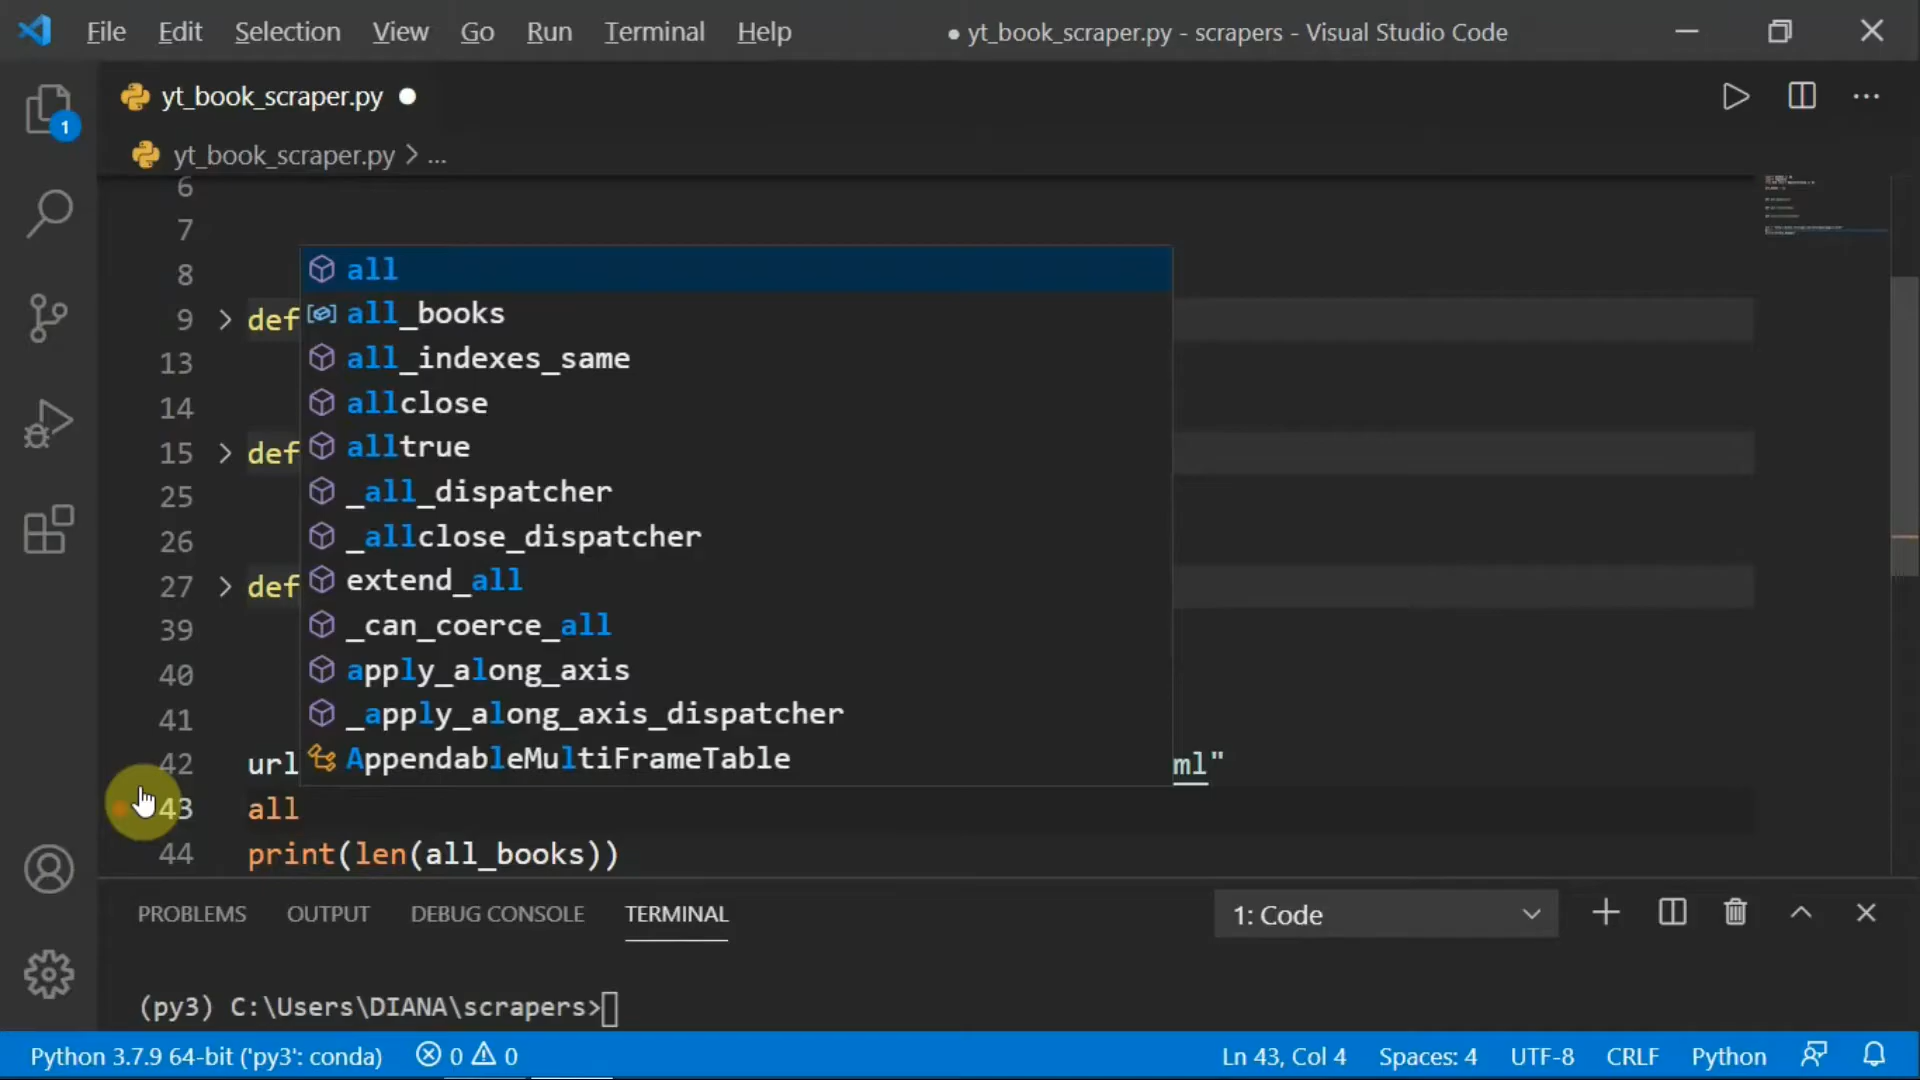 File Edit Selection View Go Run Terminal Help ● yt_book_scraper.py - scrapers - Visual Studio Code
yt_book_scraper.py ●
1
yt_book_scraper.py > ...
6
7
8
9 > def
13
14
15 > def
25
26
27 > def
39
40
41
42 url ml"
43 all
44 print(len(all_books))
all
all_books
all_indexes_same
allclose
alltrue
_all_dispatcher
_allclose_dispatcher
extend_all
_can_coerce_all
apply_along_axis
_apply_along_axis_dispatcher
AppendableMultiFrameTable
PROBLEMS OUTPUT DEBUG CONSOLE TERMINAL 1: Code
(py3) C:\Users\DIANA\scrapers>
Python 3.7.9 64-bit ('py3': conda) 0 0 Ln 43, Col 4 Spaces: 4 UTF-8 CRLF Python